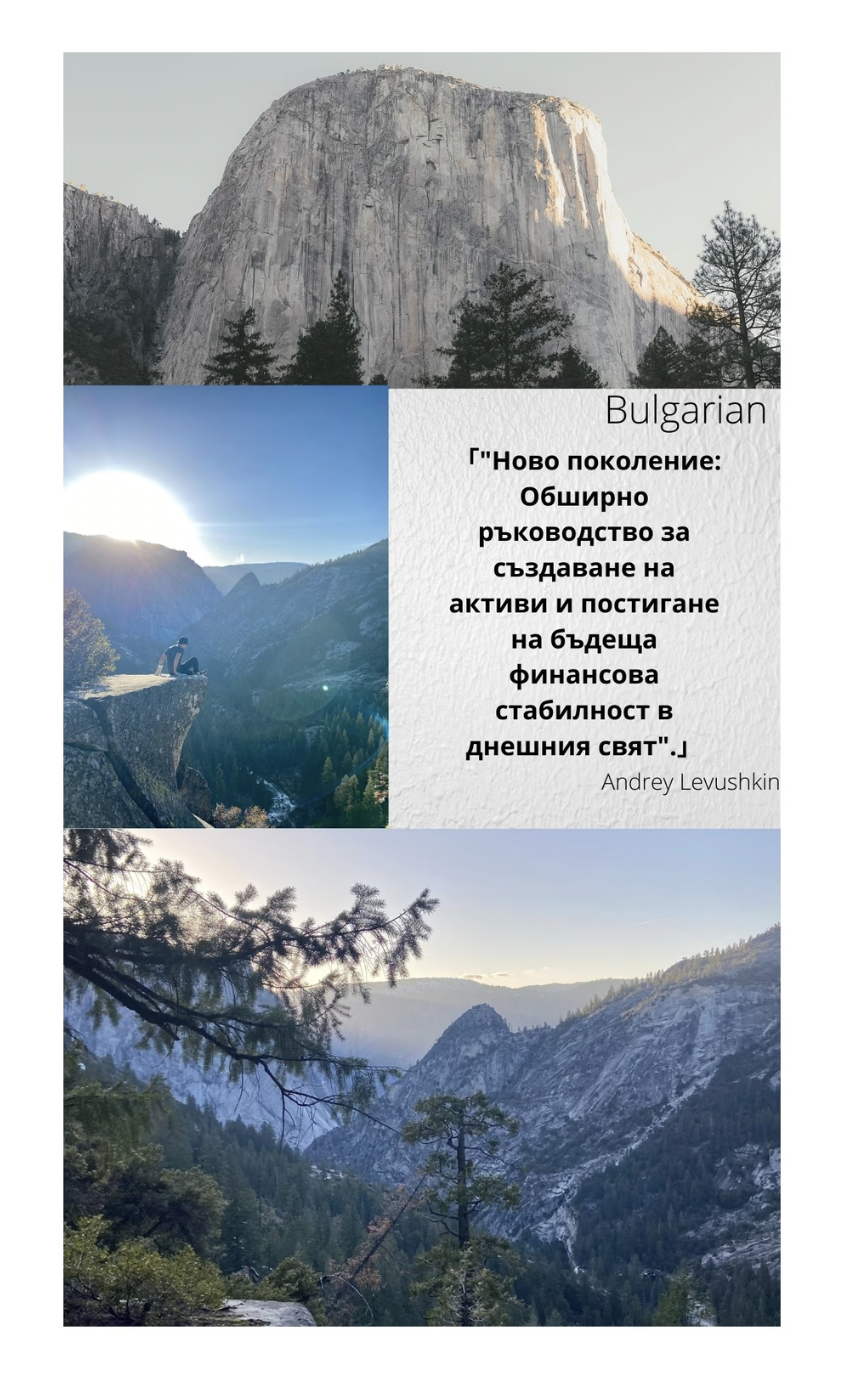 Bulgarian
「"Ново поколение:
Обширно
ръководство за
създаване на
активи и постигане
на бъдеща
финансова
стабилност в
днешния свят".」
Andrey Levushkin